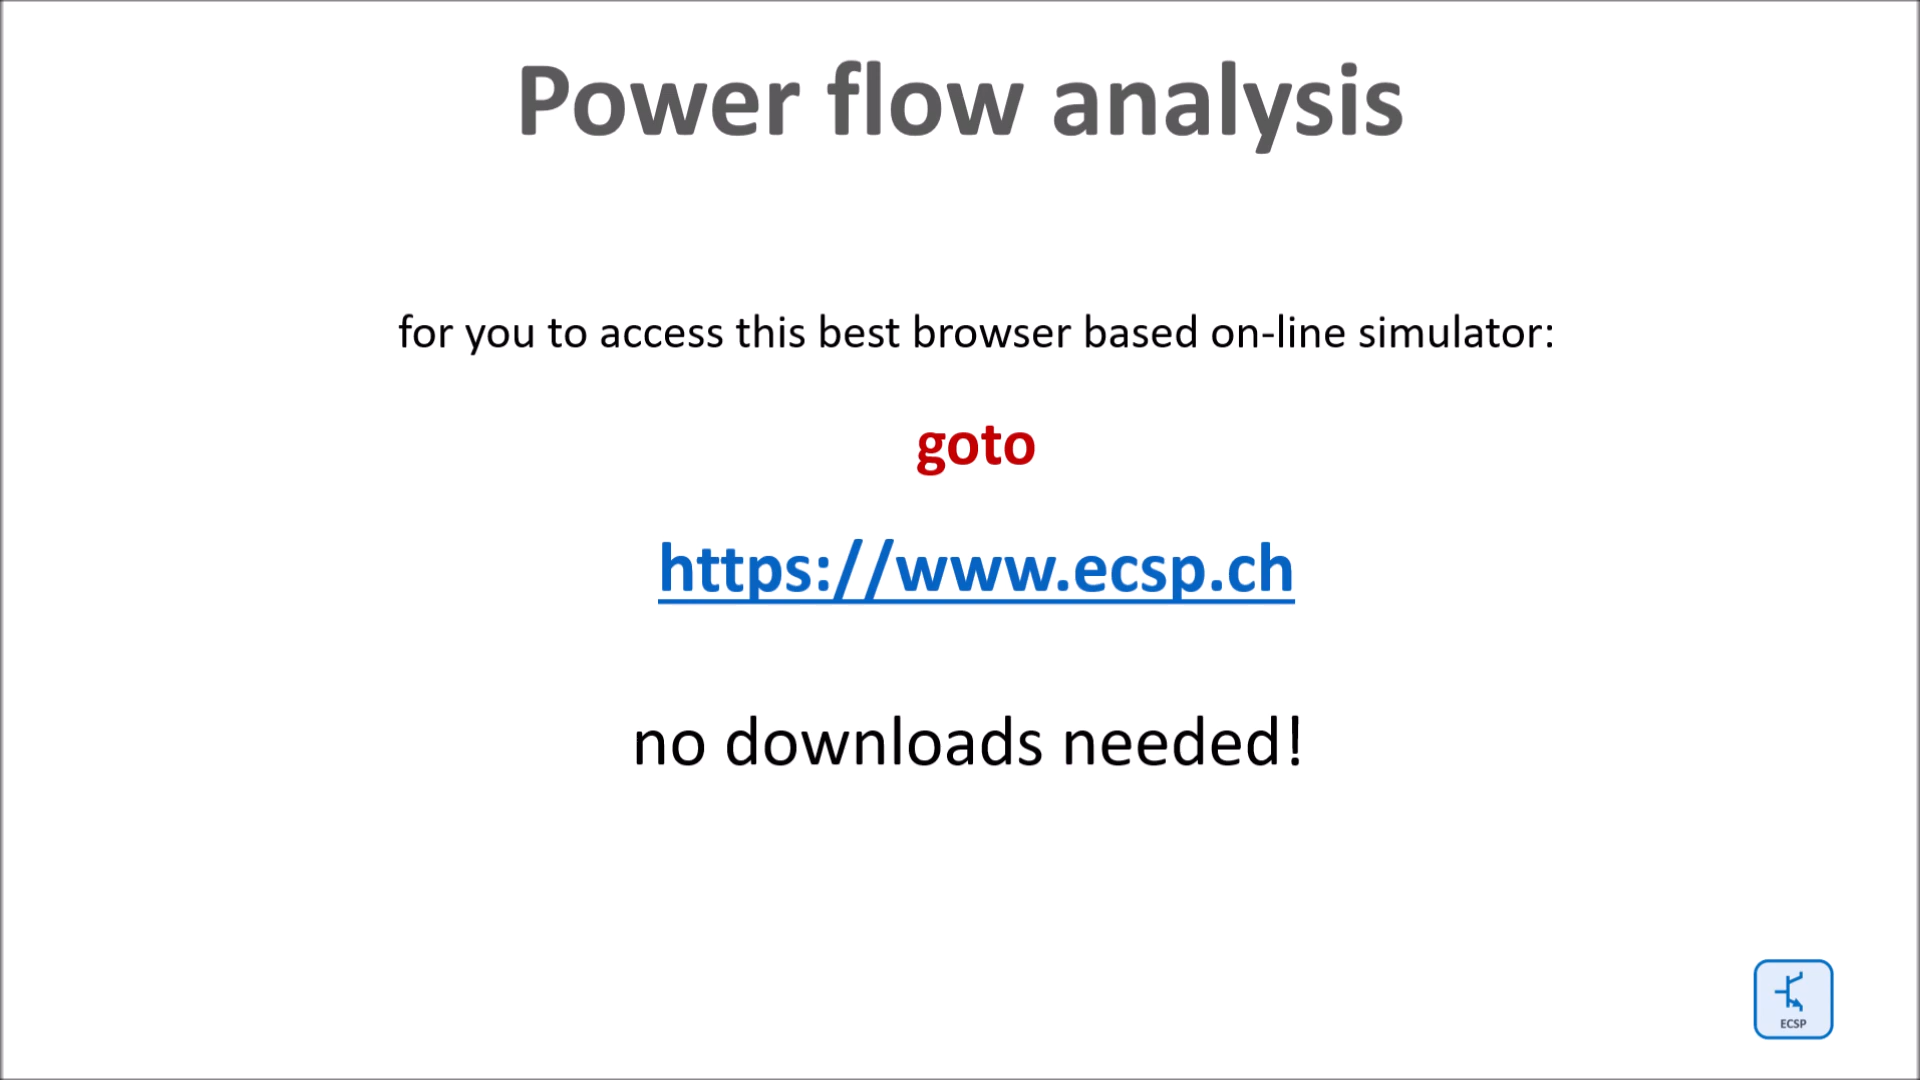 Power flow analysis
for you to access this best browser based on-line simulator:
goto
https://www.ecsp.ch
no downloads needed!
ECSP